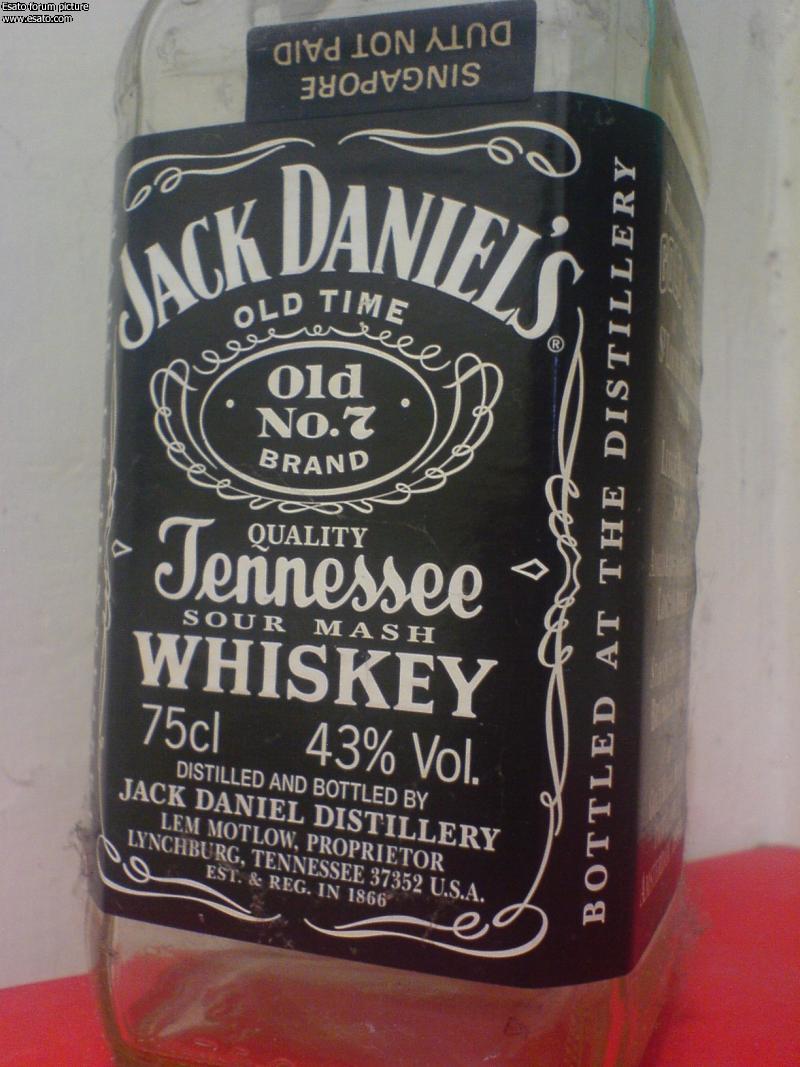 Esato forum picture
www.esato.com
SINGAPORE
DUTY NOT PAID
JACK DANIEL'S
®
OLD TIME
Old
No.7
BRAND
QUALITY
Tennessee
SOUR MASH
WHISKEY
75cl 43% Vol.
DISTILLED AND BOTTLED BY
JACK DANIEL DISTILLERY
LEM MOTLOW, PROPRIETOR
LYNCHBURG, TENNESSEE 37352 U.S.A.
EST. & REG. IN 1866
BOTTLED AT THE DISTILLERY